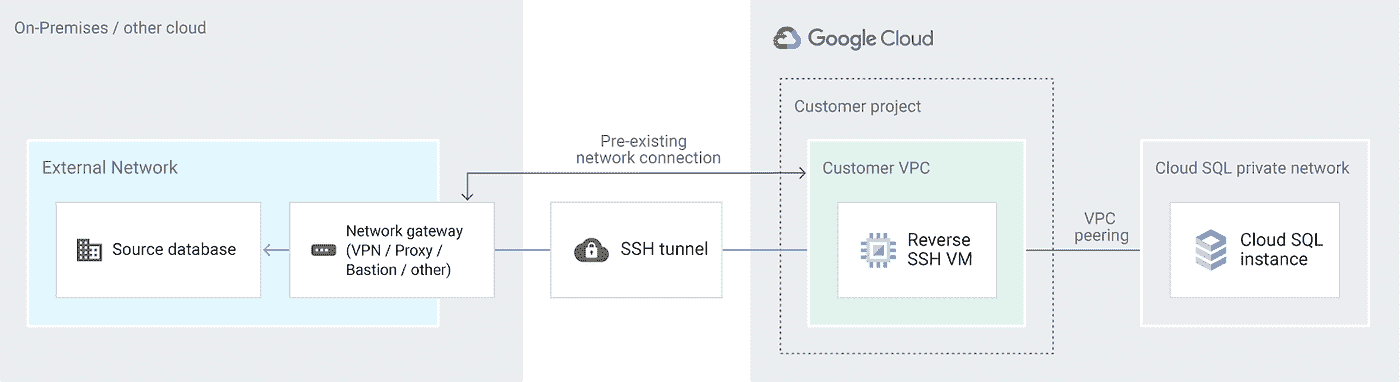 On-Premises / other cloud
Google Cloud
Customer project
Pre-existing
network connection
External Network
Customer VPC
Cloud SQL private network
Source database
Network gateway
(VPN / Proxy /
Bastion / other)
SSH tunnel
Reverse
SSH VM
VPC
peering
Cloud SQL
instance